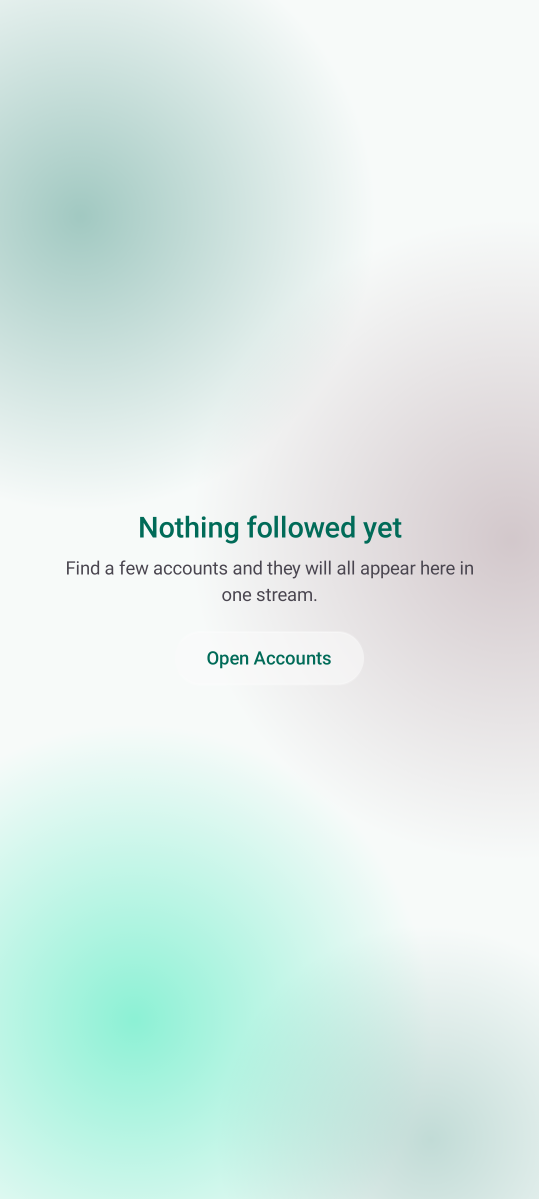 Nothing followed yet
Find a few accounts and they will all appear here in
one stream.
Open Accounts